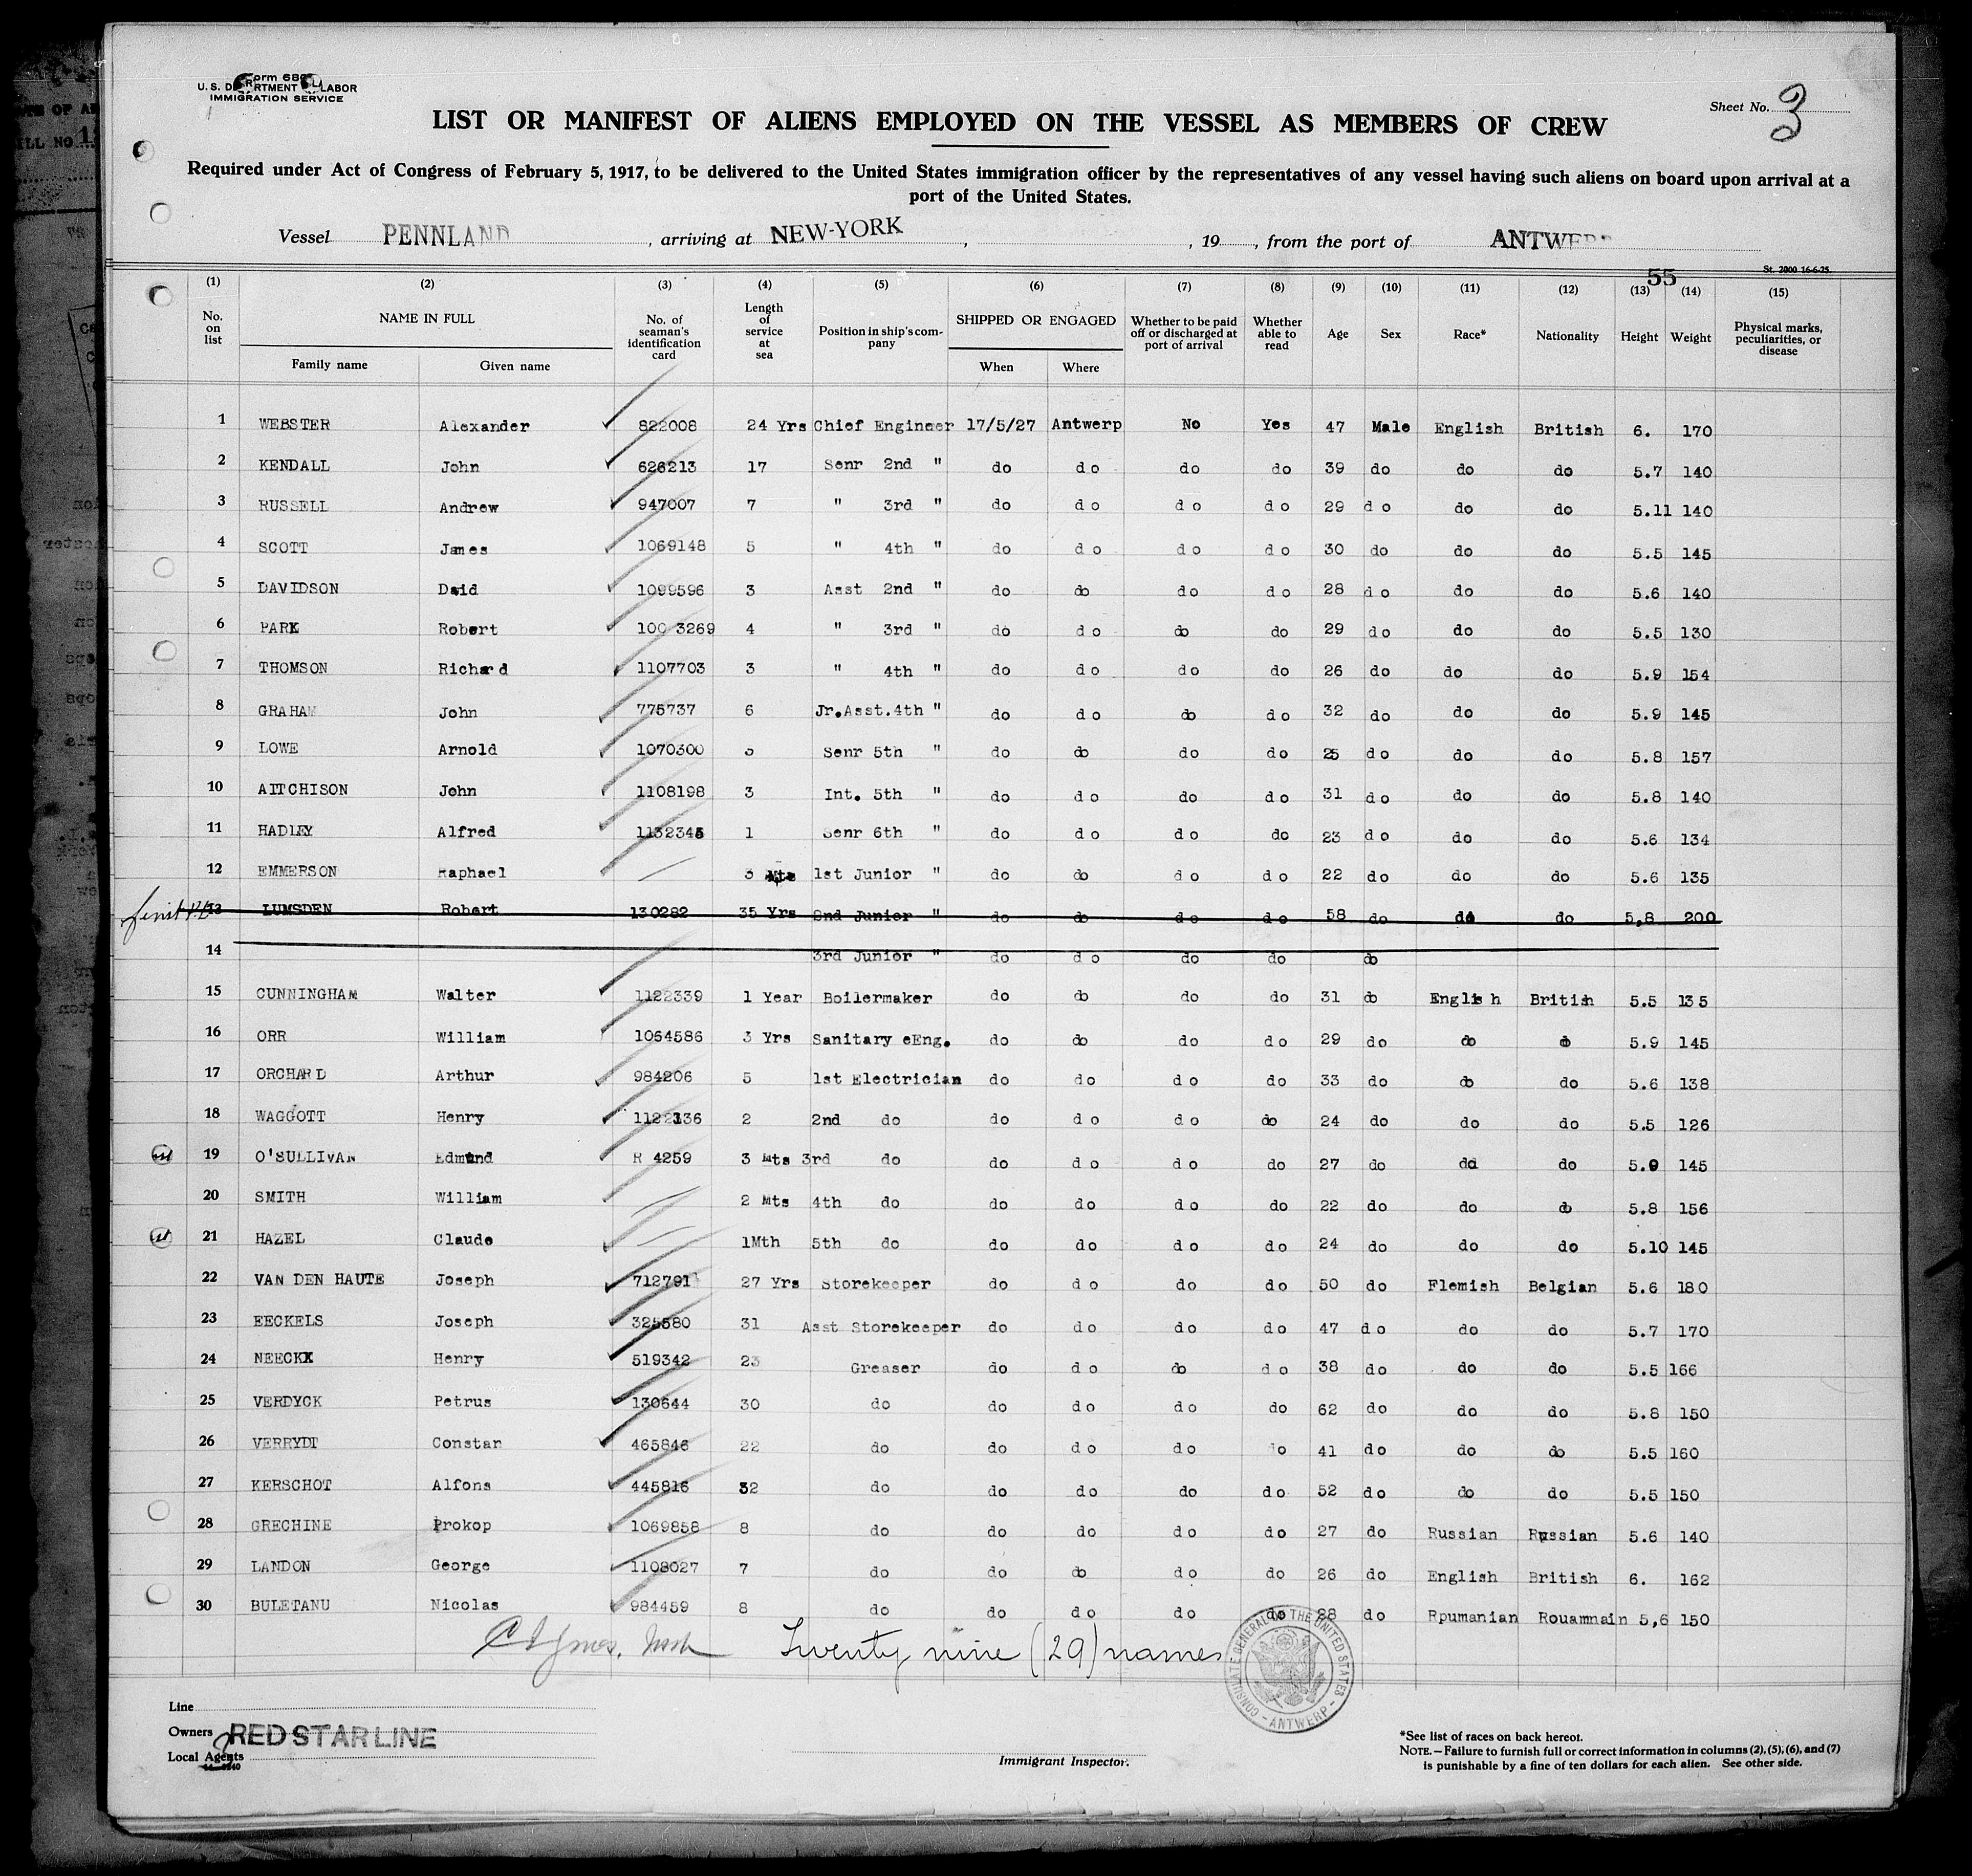 U. S. DEPARTMENT OF LABOR
IMMIGRATION SERVICE
Sheet No. 3
LIST OR MANIFEST OF ALIENS EMPLOYED ON THE VESSEL AS MEMBERS OF CREW
Required under Act of Congress of February 5, 1917, to be delivered to the United States immigration officer by the representatives of any vessel having such aliens on board upon arrival at a
port of the United States.
Vessel PENNLAND, arriving at NEW-YORK, , 19 , from the port of ANTWERP
55
St. 2000 16-6-25
(1) (2) (3) (4) (5) (6) (7) (8) (9) (10) (11) (12) (13) (14) (15)
No. on list NAME IN FULL Family name Given name No. of seaman's identification card Length of service at sea Position in ship's company SHIPPED OR ENGAGED When Where Whether to be paid off or discharged at port of arrival Whether able to read Age Sex Race* Nationality Height Weight Physical marks, peculiarities, or disease
1 WEBSTER Alexander 822008 24 Yrs Chief Engineer 17/5/27 Antwerp No Yes 47 Male English British 6. 170
2 KENDALL John 626213 17 Senr 2nd " do do do do 39 do do do 5.7 140
3 RUSSELL Andrew 947007 7 " 3rd " do do do do 29 do do do 5.11 140
4 SCOTT James 1069148 5 " 4th " do do do do 30 do do do 5.5 145
5 DAVIDSON David 1099596 3 Asst 2nd " do do do do 28 do do do 5.6 140
6 PARK Robert 100 3269 4 " 3rd " do do do do 29 do do do 5.5 130
7 THOMSON Richard 1107703 3 " 4th " do do do do 26 do do do 5.9 154
8 GRAHAM John 775737 6 Jr.Asst.4th " do do do do 32 do do do 5.9 145
9 LOWE Arnold 1070300 Senr 5th " do do do do 25 do do do 5.8 157
10 AITCHISON John 1108198 3 Int. 5th " do do do do 31 do do do 5.8 140
11 HADLEY Alfred 1132345 1 Senr 6th " do do do do 23 do do do 5.6 134
12 EMMERSON Raphael 3 Mts 1st Junior " do do do do 22 do do do 5.6 135
13 LUMSDEN Robert 130282 35 Yrs 2nd Junior " do do do do 58 do do do 5,8 200
14 3rd Junior " do do do do do
15 CUNNINGHAM Walter 1122339 1 Year Boilermaker do do do do 31 do English British 5.5 135
16 ORR William 1064586 3 Yrs Sanitary eEng. do do do do 29 do do do 5.9 145
17 ORCHARD Arthur 984206 5 1st Electrician do do do do 33 do do do 5.6 138
18 WAGGOTT Henry 1122336 2 2nd do do do do do 24 do do do 5.5 126
19 O'SULLIVAN Edmund R 4259 3 Mts 3rd do do do do do 27 do do do 5.9 145
20 SMITH William 2 Mts 4th do do do do do 22 do do do 5.8 156
21 HAZEL Claude 1Mth 5th do do do do do 24 do do do 5.10 145
22 VAN DEN HAUTE Joseph 712791 27 Yrs Storekeeper do do do do 50 do Flemish Belgian 5.6 180
23 EECKELS Joseph 325580 31 Asst Storekeeper do do do do 47 do do do 5.7 170
24 NEECKX Henry 519342 23 Greaser do do do do 38 do do do 5.5 166
25 VERDYCK Petrus 130644 30 do do do do do 62 do do do 5.8 150
26 VERRYDT Constan 465846 22 do do do do do 41 do do do 5.5 160
27 KERSCHOT Alfons 445816 32 do do do do do 52 do do do 5.5 150
28 GRECHINE Prokop 1069858 8 do do do do do 27 do Russian Russian 5.6 140
29 LANDON George 1108027 7 do do do do do 26 do English British 6. 162
30 BULETANU Nicolas 984459 8 do do do do do 28 do Rpumanian Rouamnain 5,6 150
Twenty nine (29) names
CONSULATE GENERAL OF THE UNITED STATES - ANTWERP -
Line
Owners RED STAR LINE
Local Agents
Immigrant Inspector.
*See list of races on back hereof.
NOTE.—Failure to furnish full or correct information in columns (2), (5), (6), and (7)
is punishable by a fine of ten dollars for each alien. See other side.